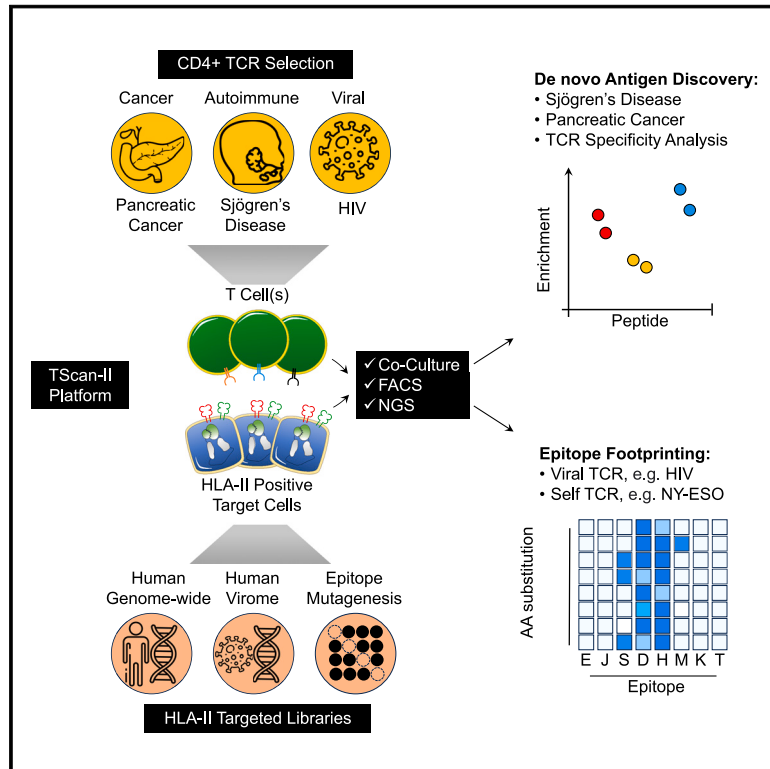 CD4+ TCR Selection
Cancer Autoimmune Viral
Pancreatic Cancer
Sjögren's Disease
HIV
T Cell(s)
TScan-II
Platform
HLA-II Positive
Target Cells
✓Co-Culture
✓FACS
✓NGS
Human Genome-wide
Human Virome
Epitope Mutagenesis
HLA-II Targeted Libraries
De novo Antigen Discovery:
• Sjögren's Disease
• Pancreatic Cancer
• TCR Specificity Analysis
Enrichment
Peptide
Epitope Footprinting:
• Viral TCR, e.g. HIV
• Self TCR, e.g. NY-ESO
AA substitution
E J S D H M K T
Epitope